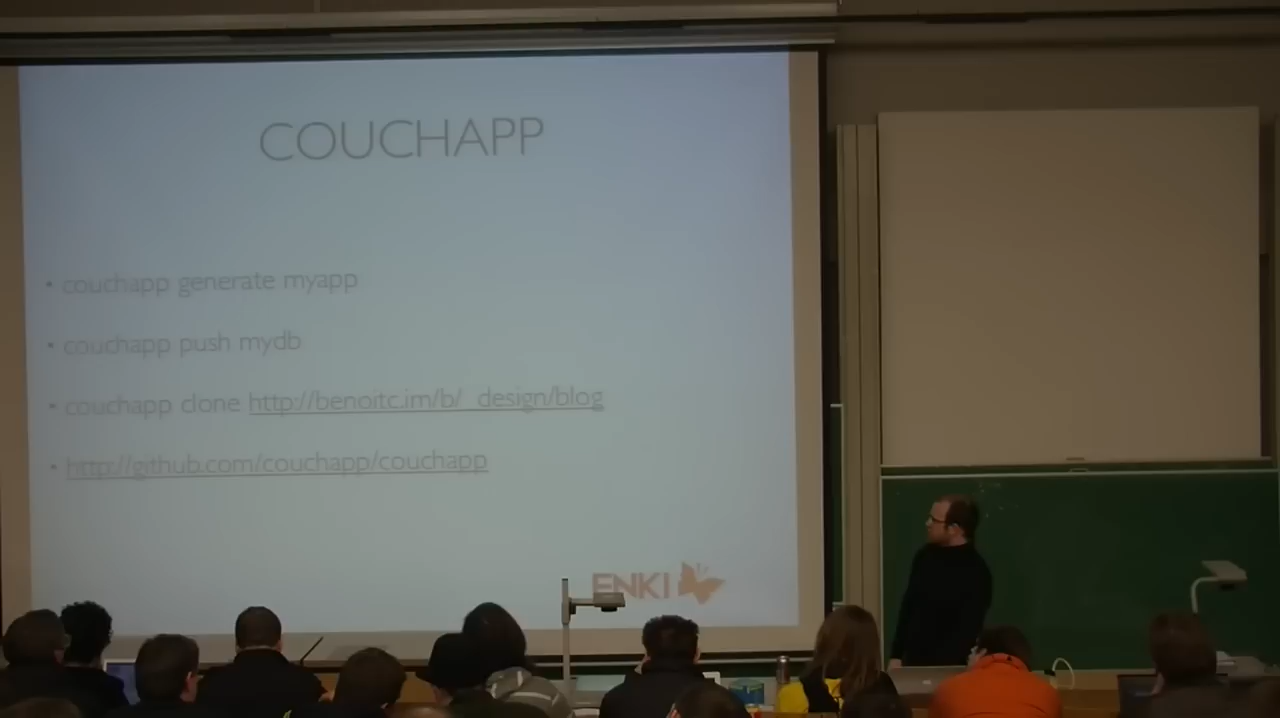 COUCHAPP
• couchapp generate myapp
• couchapp push mydb
• couchapp clone http://benoitc.im/b/_design/blog
• http://github.com/couchapp/couchapp
ENKI